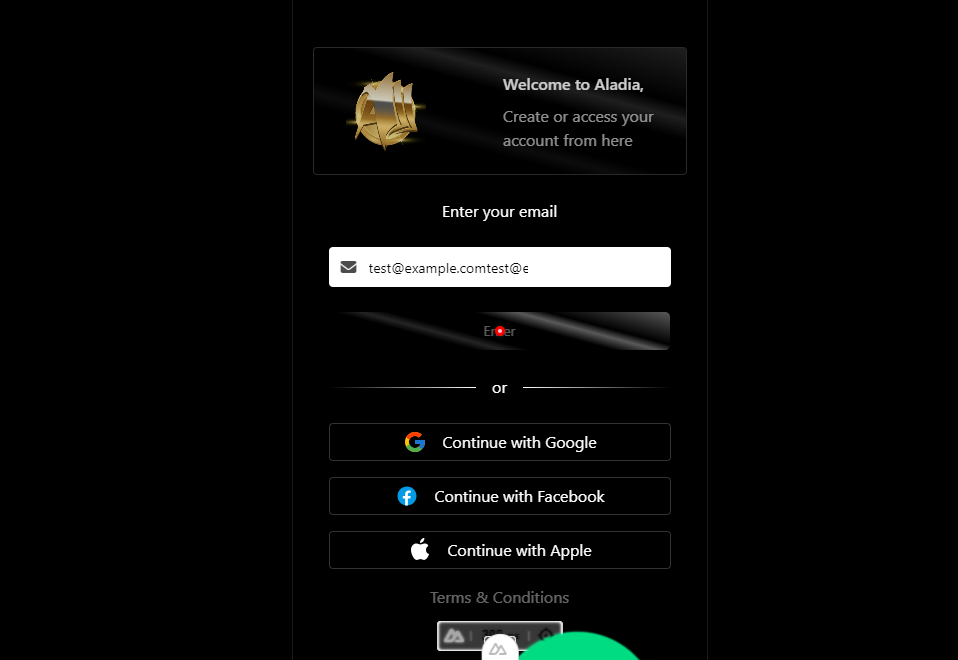 Welcome to Aladia,
Create or access your
account from here
Enter your email
test@example.comtest@e
Enter
or
Continue with Google
Continue with Facebook
Continue with Apple
Terms & Conditions